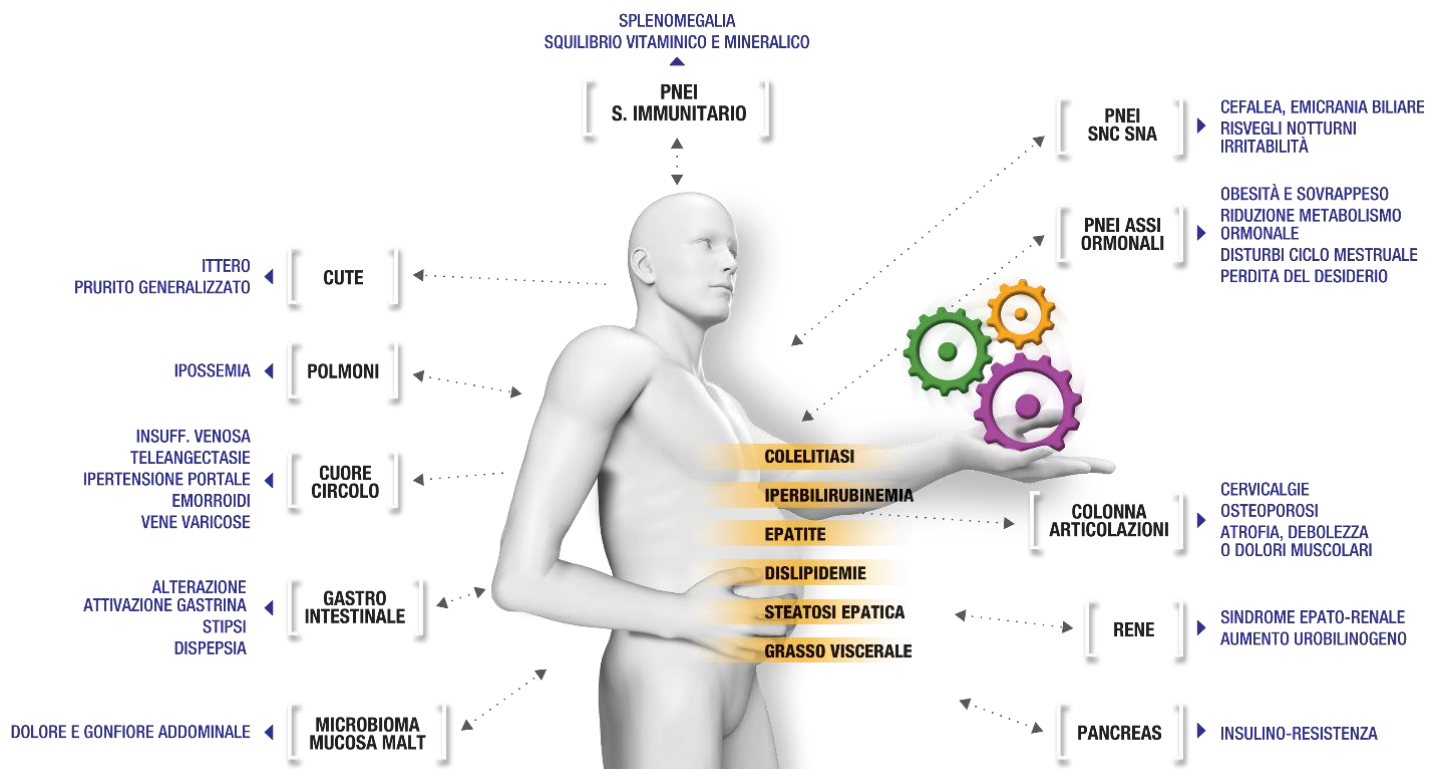 SPLENOMEGALIA
SQUILIBRIO VITAMINICO E MINERALICO
PNEI
S. IMMUNITARIO
PNEI
SNC SNA
CEFALEA, EMICRANIA BILIARE
RISVEGLI NOTTURNI
IRRITABILITÀ
PNEI ASSI
ORMONALI
OBESITÀ E SOVRAPPESO
RIDUZIONE METABOLISMO
ORMONALE
DISTURBI CICLO MESTRUALE
PERDITA DEL DESIDERIO
ITTERO
PRURITO GENERALIZZATO
CUTE
IPOSSEMIA
POLMONI
INSUFF. VENOSA
TELEANGECTASIE
IPERTENSIONE PORTALE
EMORROIDI
VENE VARICOSE
CUORE
CIRCOLO
ALTERAZIONE
ATTIVAZIONE GASTRINA
STIPSI
DISPEPSIA
GASTRO
INTESTINALE
DOLORE E GONFIORE ADDOMINALE
MICROBIOMA
MUCOSA MALT
COLELITIASI
IPERBILIRUBINEMIA
EPATITE
DISLIPIDEMIE
STEATOSI EPATICA
GRASSO VISCERALE
COLONNA
ARTICOLAZIONI
CERVICALGIE
OSTEOPOROSI
ATROFIA, DEBOLEZZA
O DOLORI MUSCOLARI
RENE
SINDROME EPATO-RENALE
AUMENTO UROBILINOGENO
PANCREAS
INSULINO-RESISTENZA